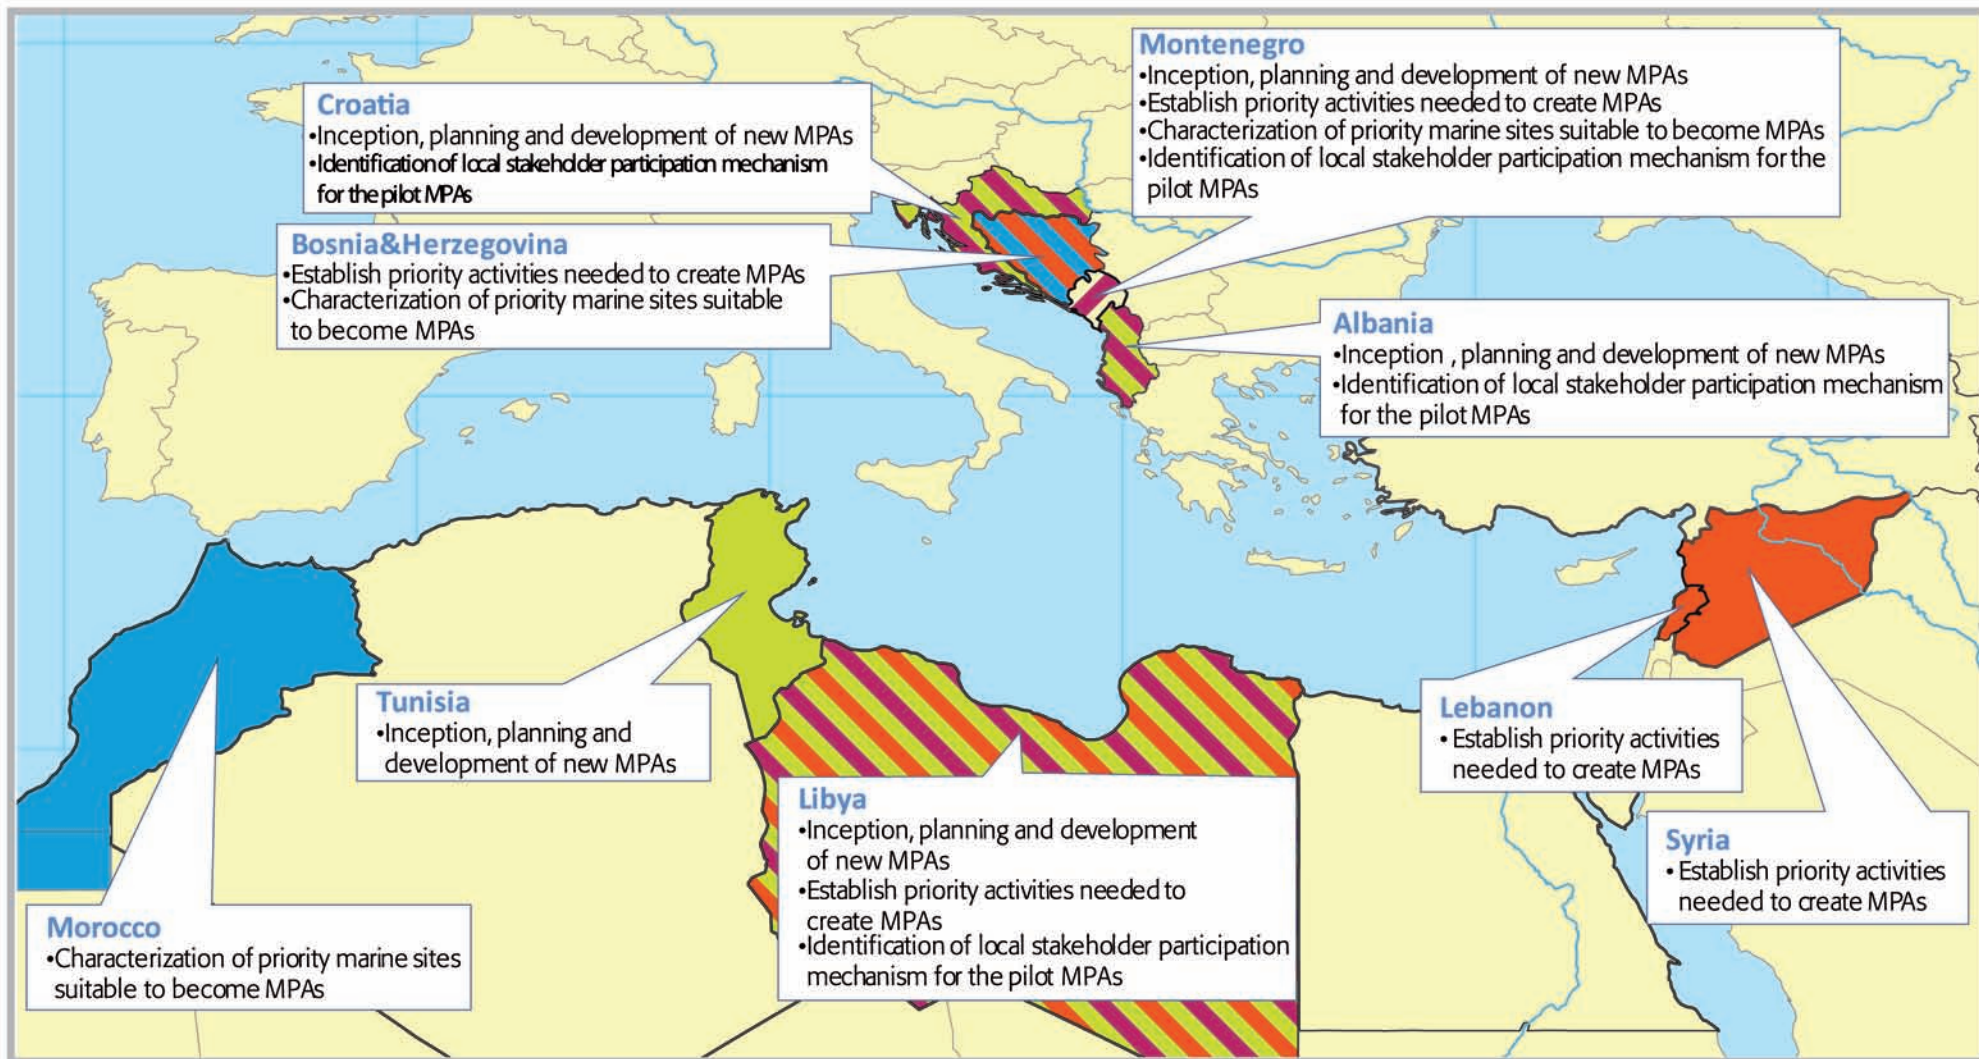 Croatia
•Inception, planning and development of new MPAs
•Identification of local stakeholder participation mechanism
for the pilot MPAs
Montenegro
•Inception, planning and development of new MPAs
•Establish priority activities needed to create MPAs
•Characterization of priority marine sites suitable to become MPAs
•Identification of local stakeholder participation mechanism for the
pilot MPAs
Bosnia&Herzegovina
•Establish priority activities needed to create MPAs
•Characterization of priority marine sites suitable
to become MPAs
Albania
•Inception , planning and development of new MPAs
•Identification of local stakeholder participation mechanism
for the pilot MPAs
Tunisia
•Inception, planning and
development of new MPAs
Lebanon
• Establish priority activities
needed to create MPAs
Libya
•Inception, planning and development
of new MPAs
•Establish priority activities needed to
create MPAs
•Identification of local stakeholder participation
mechanism for the pilot MPAs
Syria
• Establish priority activities
needed to create MPAs
Morocco
•Characterization of priority marine sites
suitable to become MPAs